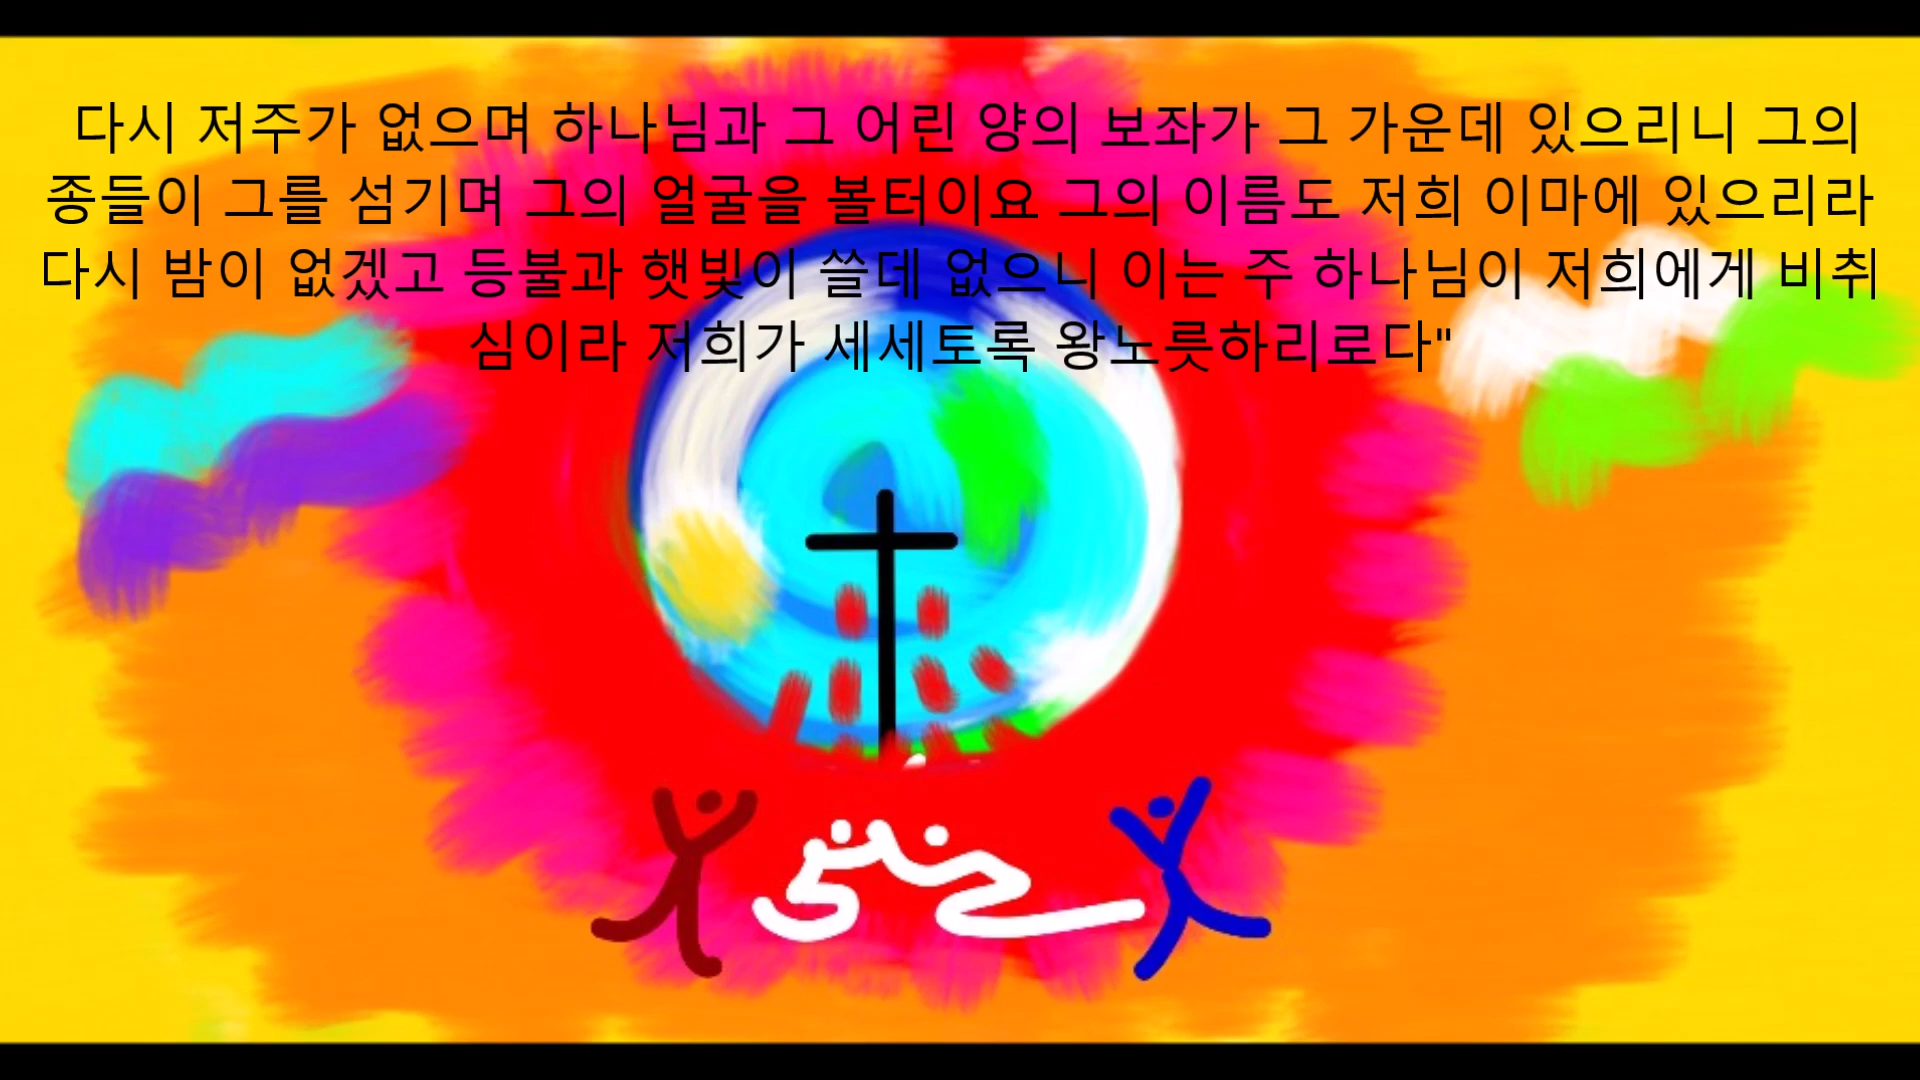 다시 저주가 없으며 하나님과 그 어린 양의 보좌가 그 가운데 있으리니 그의
종들이 그를 섬기며 그의 얼굴을 볼터이요 그의 이름도 저희 이마에 있으리라
다시 밤이 없겠고 등불과 햇빛이 쓸데 없으니 이는 주 하나님이 저희에게 비취
심이라 저희가 세세토록 왕노릇하리로다"